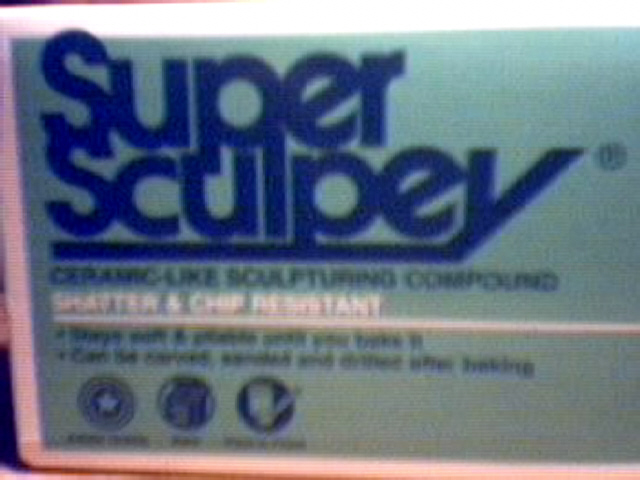 Super
Sculpey ®
CERAMIC-LIKE SCULPTURING COMPOUND
SHATTER & CHIP RESISTANT
• Stays soft & pliable until you bake it
• Can be carved, sanded and drilled after baking